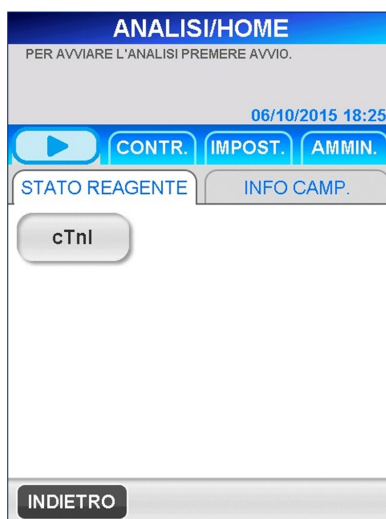 ANALISI/HOME
PER AVVIARE L'ANALISI PREMERE AVVIO.
06/10/2015 18:25
CONTR. IMPOST. AMMIN.
STATO REAGENTE INFO CAMP.
cTnI
INDIETRO